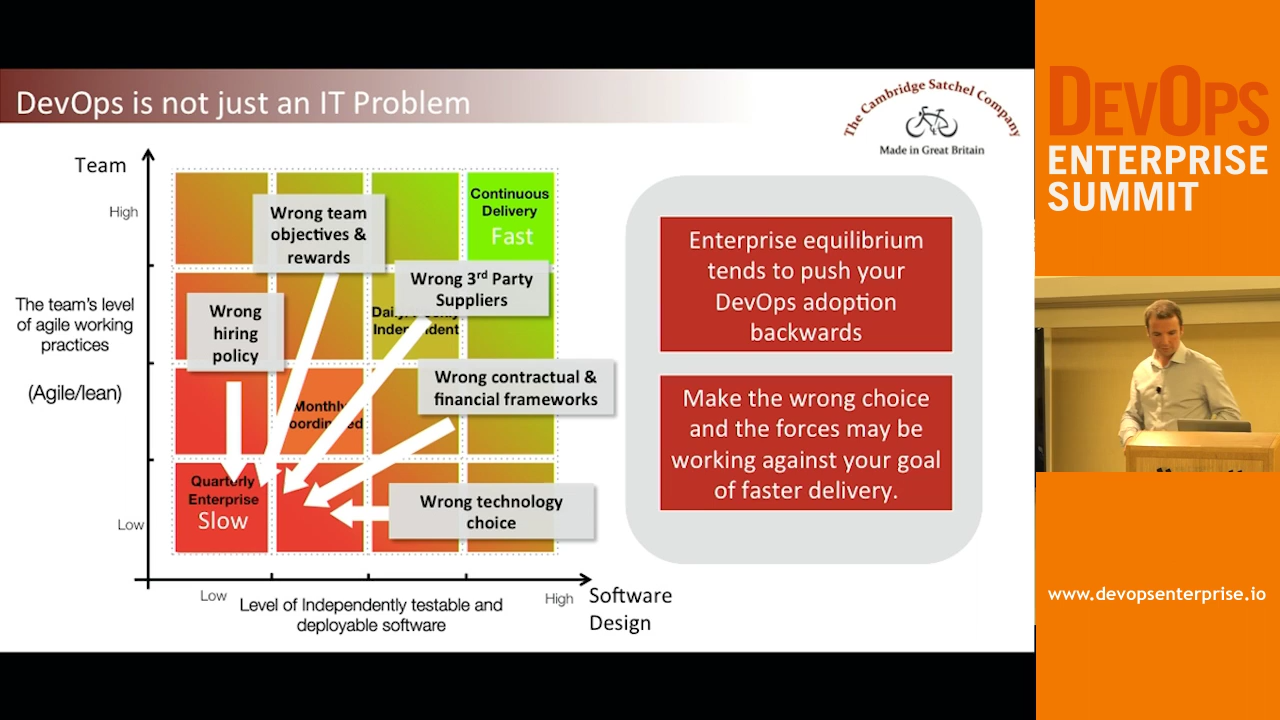 DevOps is not just an IT Problem
The Cambridge Satchel Company
Made in Great Britain
Team
High
The team's level
of agile working
practices
(Agile/lean)
Low
Continuous
Delivery
Fast
Wrong team
objectives &
rewards
Wrong 3rd Party
Suppliers
Wrong
hiring
policy
Wrong contractual &
financial frameworks
Monthly
Quarterly
Enterprise
Slow
Wrong technology
choice
Low
Level of Independently testable and
deployable software
High
Software
Design
Enterprise equilibrium
tends to push your
DevOps adoption
backwards
Make the wrong choice
and the forces may be
working against your goal
of faster delivery.
DEVOPS
ENTERPRISE
SUMMIT
www.devopsenterprise.io